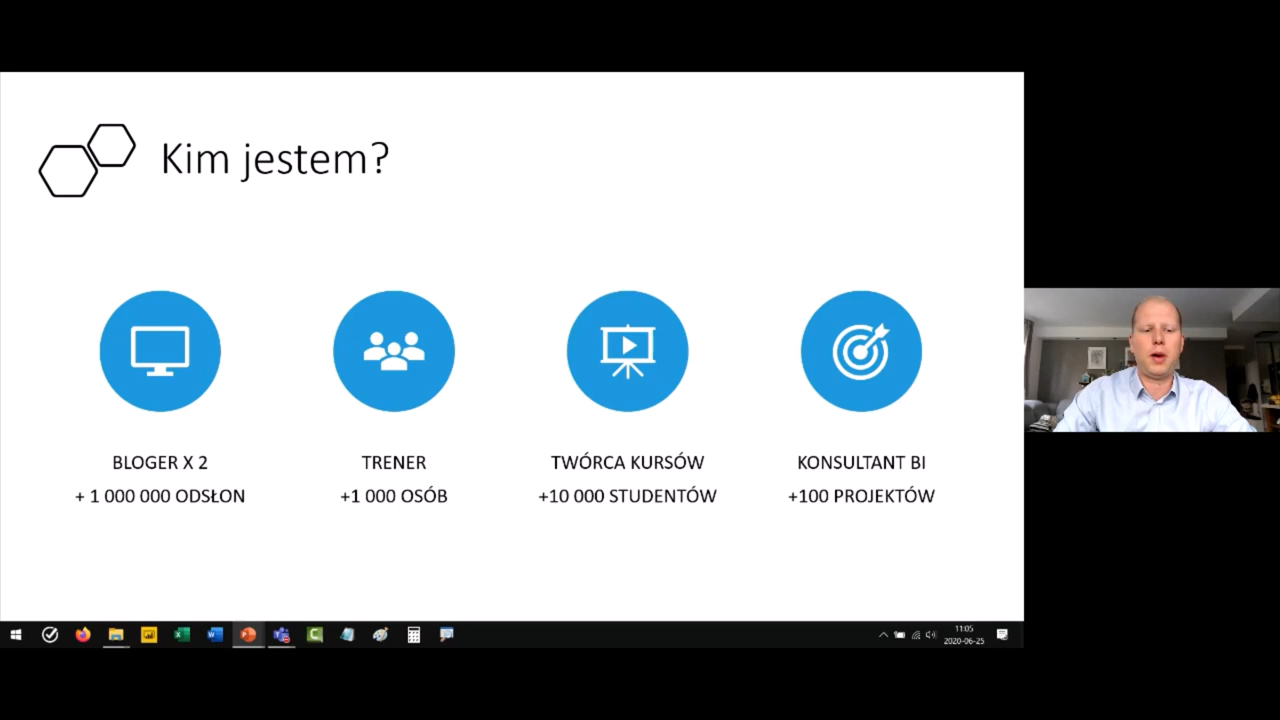 Kim jestem?
BLOGER X 2
+ 1 000 000 ODSŁON
TRENER
+1 000 OSÓB
TWÓRCA KURSÓW
+10 000 STUDENTÓW
KONSULTANT BI
+100 PROJEKTÓW
11:05
2020-06-25